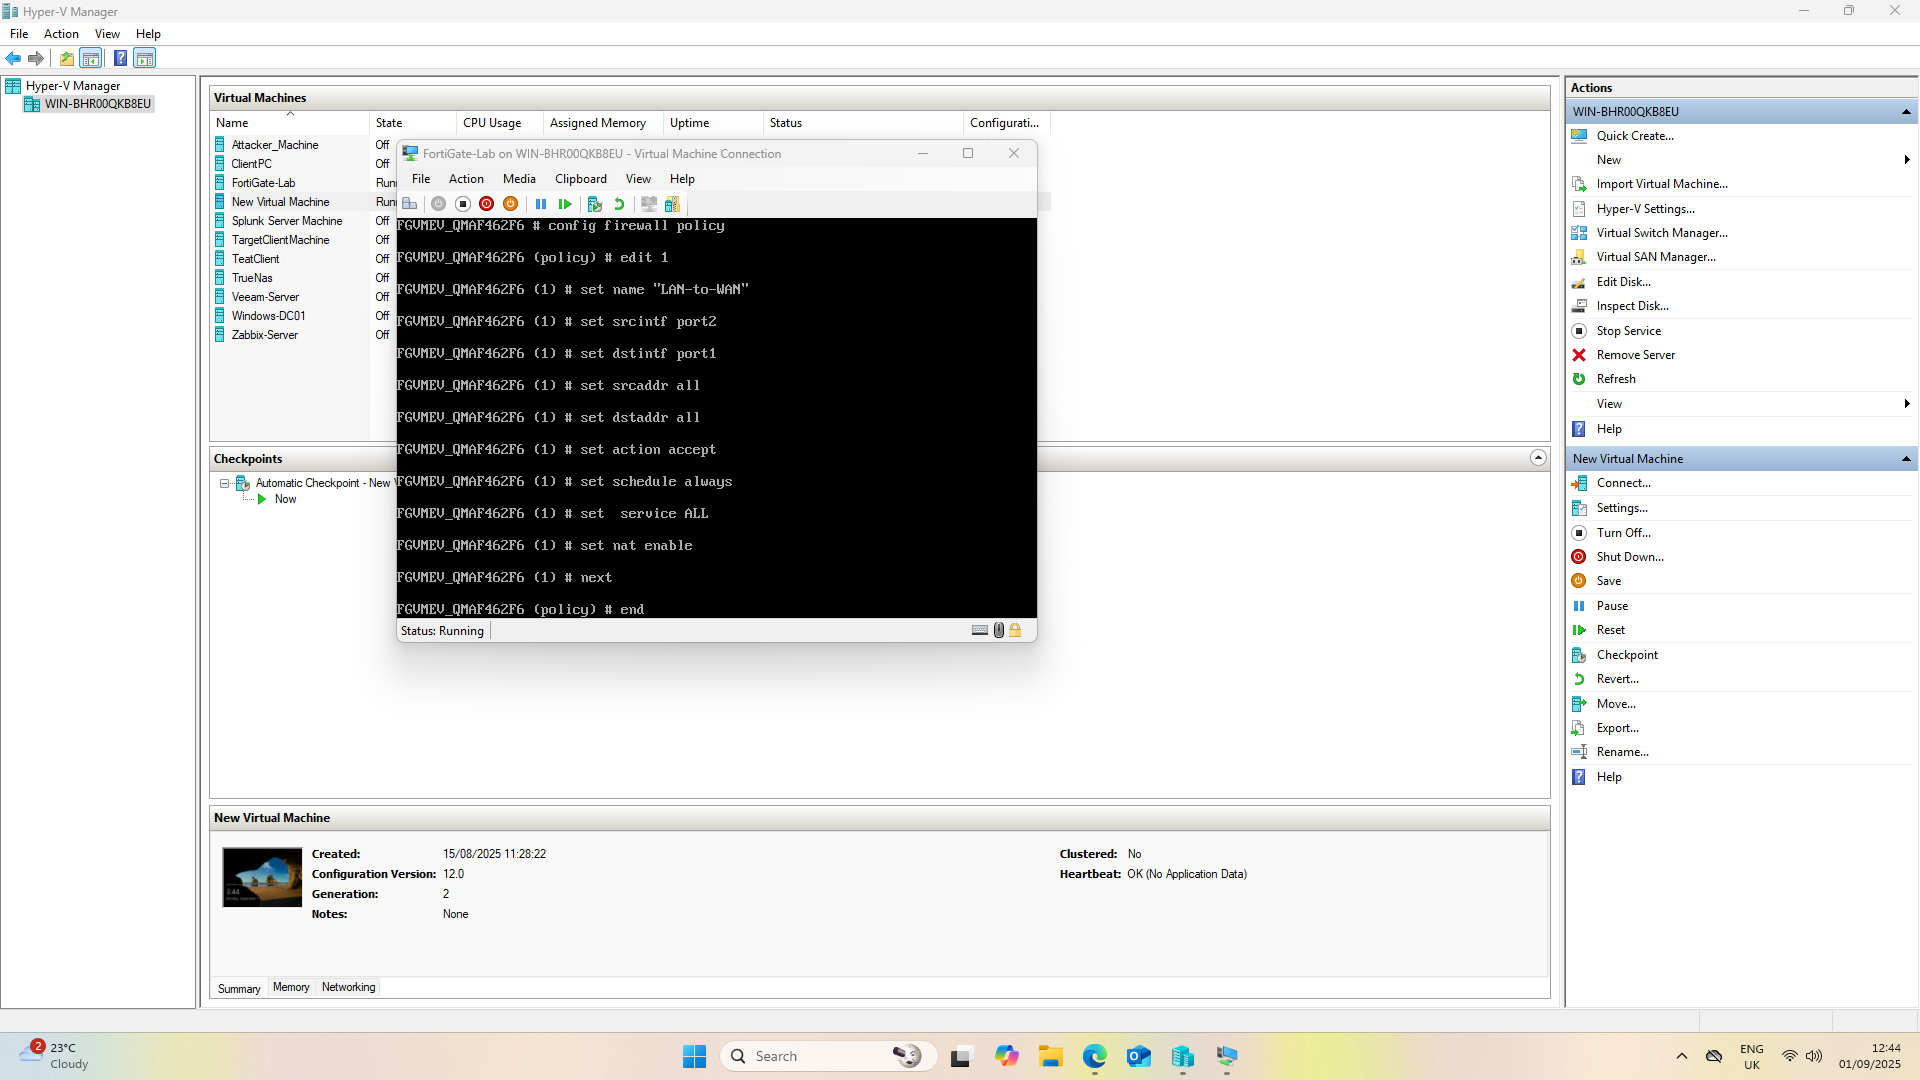 Hyper-V Manager
File Action View Help
Hyper-V Manager
WIN-BHR00QKB8EU
Virtual Machines
Name State CPU Usage Assigned Memory Uptime Status Configurati...
Attacker_Machine Off
ClientPC Off
FortiGate-Lab Runn
New Virtual Machine Runn
Splunk Server Machine Off
TargetClientMachine Off
TeatClient Off
TrueNas Off
Veeam-Server Off
Windows-DC01 Off
Zabbix-Server Off
FortiGate-Lab on WIN-BHR00QKB8EU - Virtual Machine Connection
File Action Media Clipboard View Help
FGVMEV_QMAF462F6 # config firewall policy
FGVMEV_QMAF462F6 (policy) # edit 1
FGVMEV_QMAF462F6 (1) # set name "LAN-to-WAN"
FGVMEV_QMAF462F6 (1) # set srcintf port2
FGVMEV_QMAF462F6 (1) # set dstintf port1
FGVMEV_QMAF462F6 (1) # set srcaddr all
FGVMEV_QMAF462F6 (1) # set dstaddr all
FGVMEV_QMAF462F6 (1) # set action accept
FGVMEV_QMAF462F6 (1) # set schedule always
FGVMEV_QMAF462F6 (1) # set  service ALL
FGVMEV_QMAF462F6 (1) # set nat enable
FGVMEV_QMAF462F6 (1) # next
FGVMEV_QMAF462F6 (policy) # end
Status: Running
Checkpoints
Automatic Checkpoint - New
Now
New Virtual Machine
3:44
Created: 15/08/2025 11:28:22
Configuration Version: 12.0
Generation: 2
Notes: None
Clustered: No
Heartbeat: OK (No Application Data)
Summary Memory Networking
Actions
WIN-BHR00QKB8EU
Quick Create...
New
Import Virtual Machine...
Hyper-V Settings...
Virtual Switch Manager...
Virtual SAN Manager...
Edit Disk...
Inspect Disk...
Stop Service
Remove Server
Refresh
View
Help
New Virtual Machine
Connect...
Settings...
Turn Off...
Shut Down...
Save
Pause
Reset
Checkpoint
Revert...
Move...
Export...
Rename...
Help
2
23°C
Cloudy
Search
ENG
UK
12:44
01/09/2025